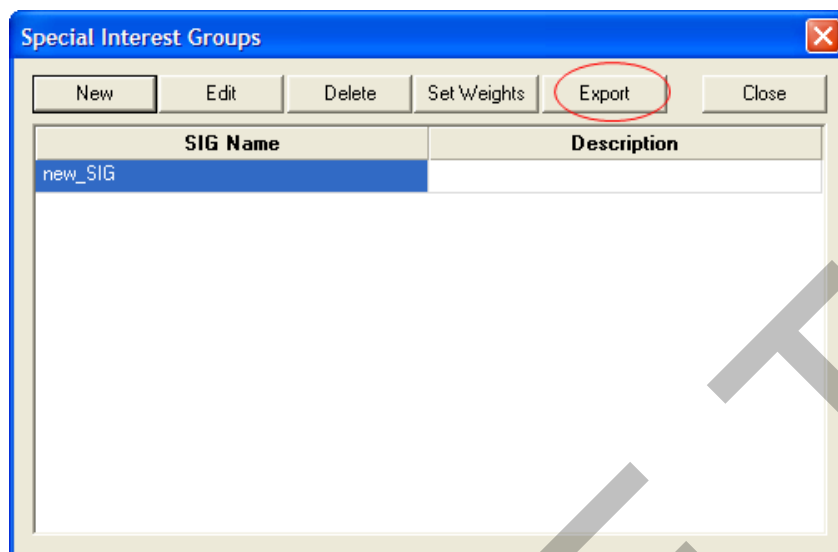 Special Interest Groups
New Edit Delete Set Weights Export Close
SIG Name Description
new_SIG